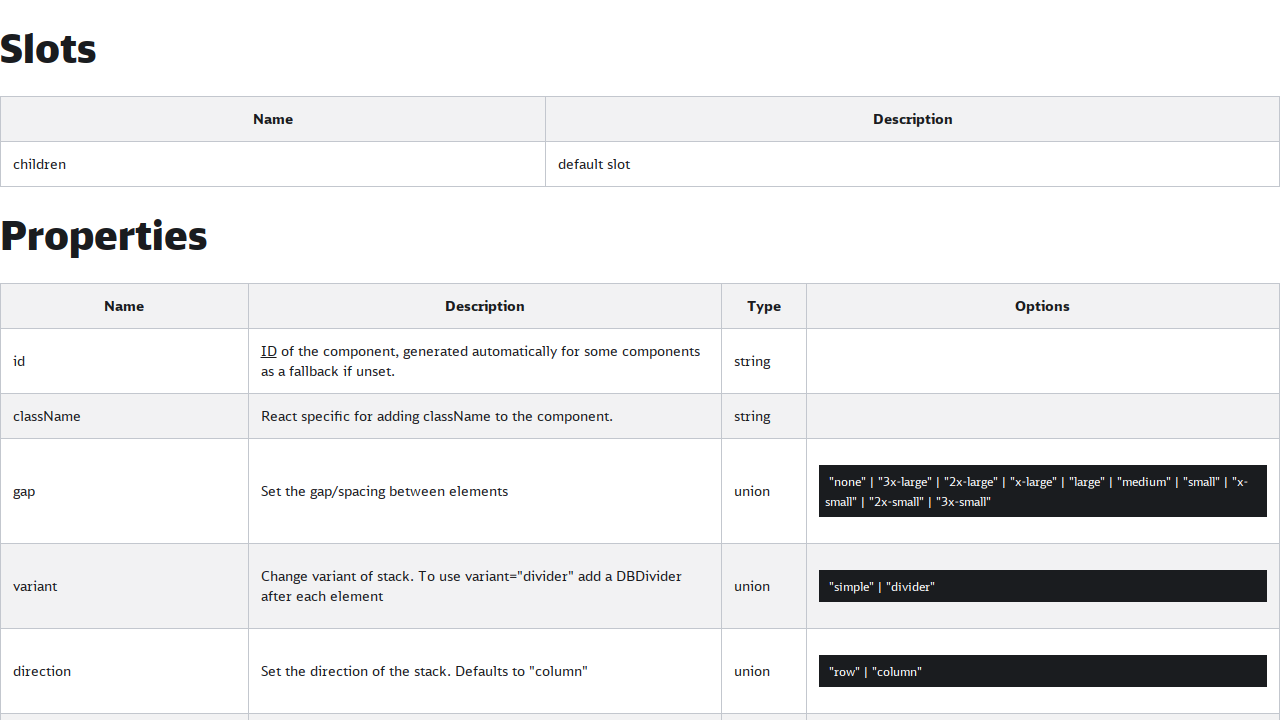 Slots
Name Description
children default slot
Properties
Name Description Type Options
id ID of the component, generated automatically for some components as a fallback if unset. string
className React specific for adding className to the component. string
gap Set the gap/spacing between elements union "none" | "3x-large" | "2x-large" | "x-large" | "large" | "medium" | "small" | "x-small" | "2x-small" | "3x-small"
variant Change variant of stack. To use variant="divider" add a DBDivider after each element union "simple" | "divider"
direction Set the direction of the stack. Defaults to "column" union "row" | "column"